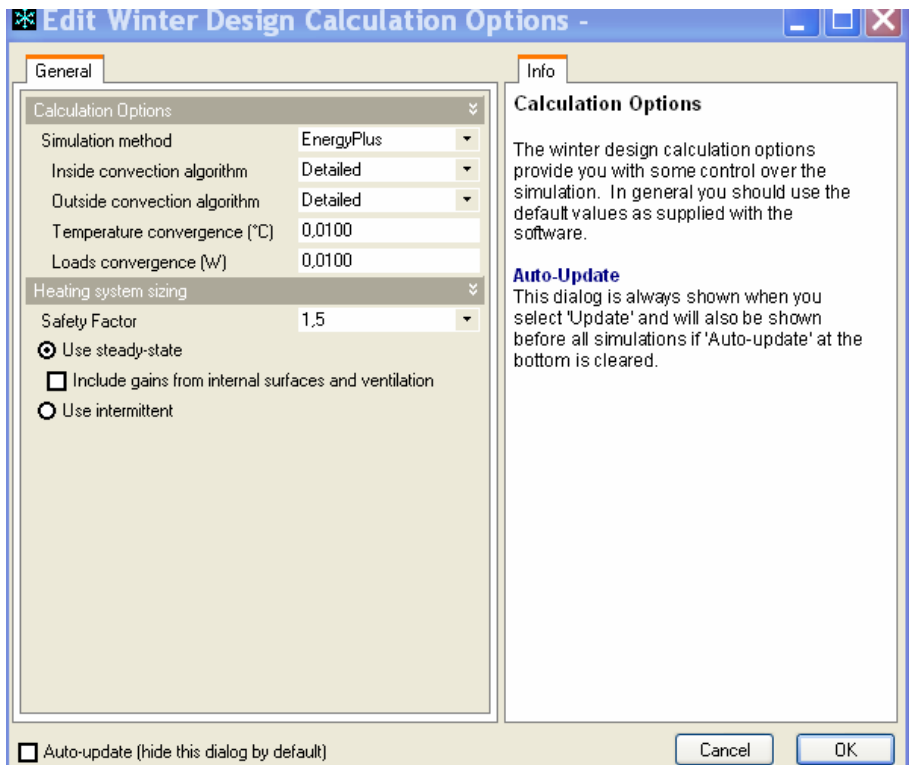 Edit Winter Design Calculation Options -
General
Calculation Options
Simulation method EnergyPlus
Inside convection algorithm Detailed
Outside convection algorithm Detailed
Temperature convergence (°C) 0,0100
Loads convergence (W) 0,0100
Heating system sizing
Safety Factor 1,5
Use steady-state
Include gains from internal surfaces and ventilation
Use intermittent
Info
Calculation Options
The winter design calculation options
provide you with some control over the
simulation. In general you should use the
default values as supplied with the
software.
Auto-Update
This dialog is always shown when you
select 'Update' and will also be shown
before all simulations if 'Auto-update' at the
bottom is cleared.
Auto-update (hide this dialog by default)
Cancel
OK